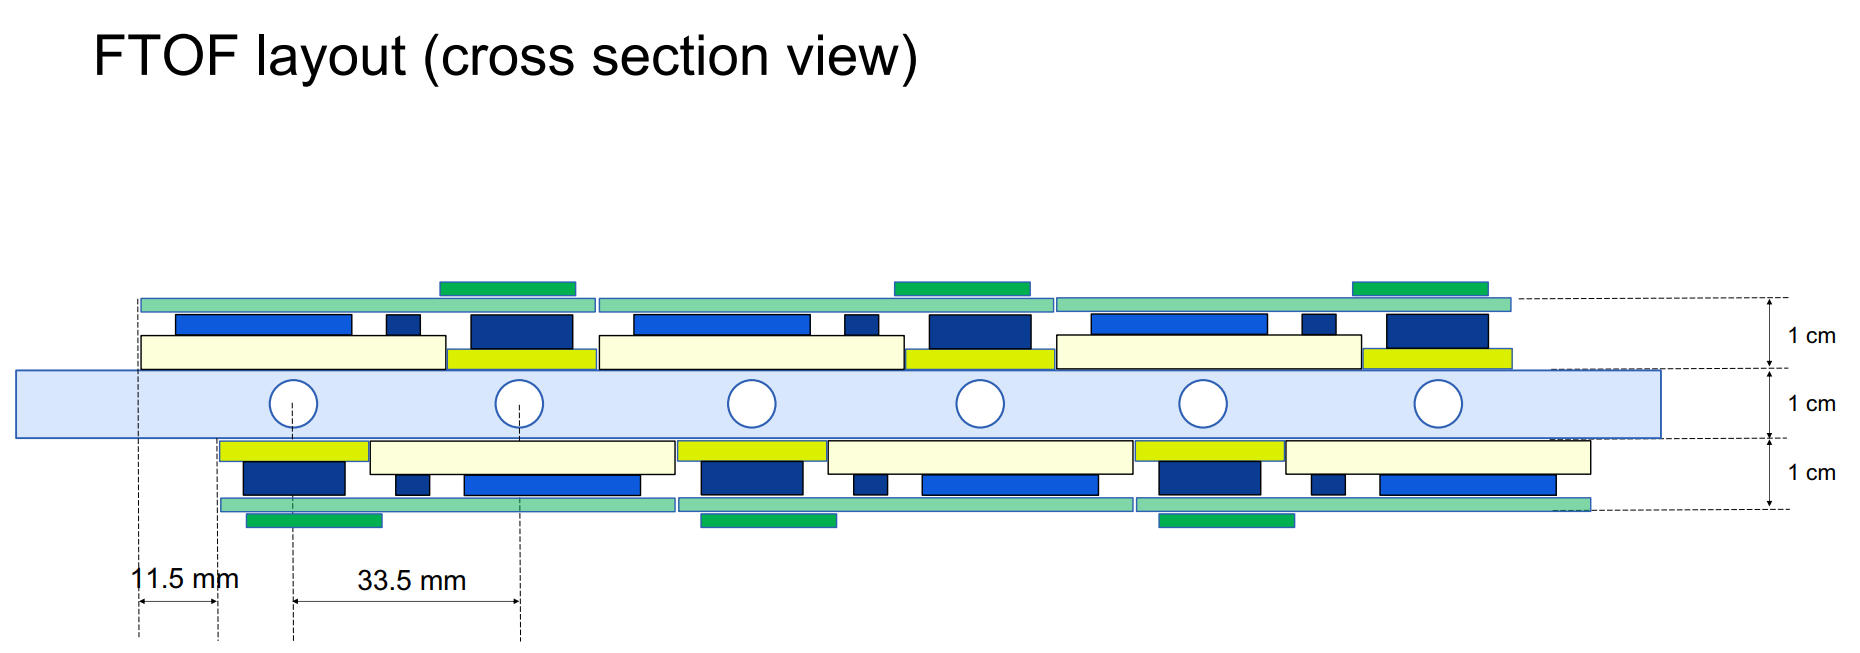 FTOF layout (cross section view)
1 cm
1 cm
1 cm
11.5 mm
33.5 mm